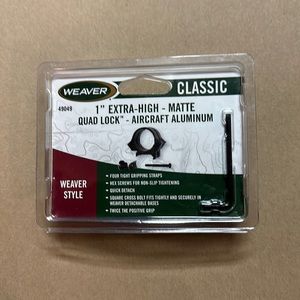 WEAVER
CLASSIC
49049
1" EXTRA-HIGH - MATTE
QUAD LOCK™ - AIRCRAFT ALUMINUM
WEAVER
STYLE
• FOUR TIGHT GRIPPING STRAPS
• HEX SCREWS FOR NON-SLIP TIGHTENING
• QUICK DETACH
• SQUARE CROSS BOLT FITS TIGHTLY AND SECURELY IN
WEAVER DETACHABLE BASES
• TWICE THE POSITIVE GRIP